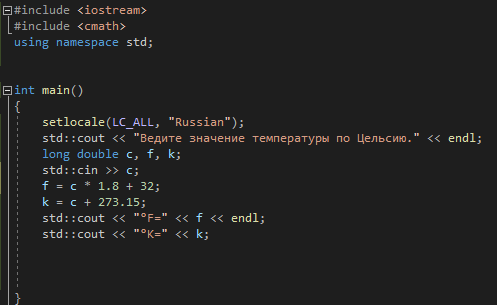 #include <iostream>
#include <cmath>
using namespace std;
int main()
{
setlocale(LC_ALL, "Russian");
std::cout << "Ведите значение температуры по Цельсию." << endl;
long double c, f, k;
std::cin >> c;
f = c * 1.8 + 32;
k = c + 273.15;
std::cout << "°F=" << f << endl;
std::cout << "°K=" << k;
}